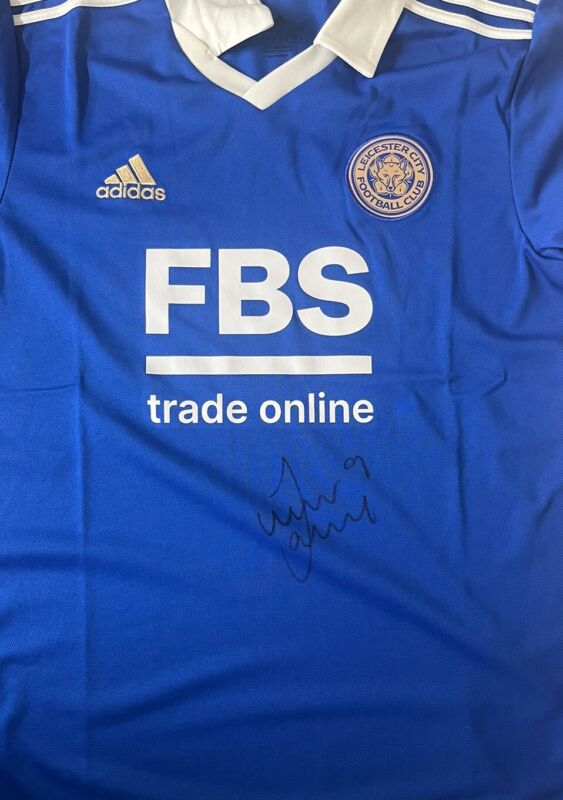 adidas
LEICESTER CITY
FOOTBALL CLUB
FBS
trade online